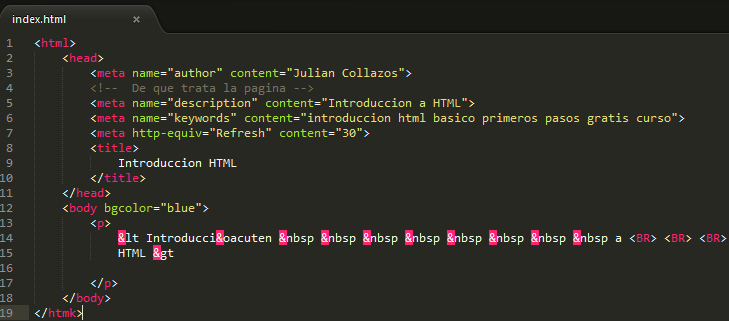 index.html ×
1 <html>
2 <head>
3 <meta name="author" content="Julian Collazos">
4 <!-- De que trata la pagina -->
5 <meta name="description" content="Introduccion a HTML">
6 <meta name="keywords" content="introduccion html basico primeros pasos gratis curso">
7 <meta http-equiv="Refresh" content="30">
8 <title>
9 Introduccion HTML
10 </title>
11 </head>
12 <body bgcolor="blue">
13 <p>
14 &lt Introducci&oacuten &nbsp &nbsp &nbsp &nbsp &nbsp &nbsp &nbsp &nbsp a <BR> <BR> <BR>
15 HTML &gt
16
17 </p>
18 </body>
19 </htmk>